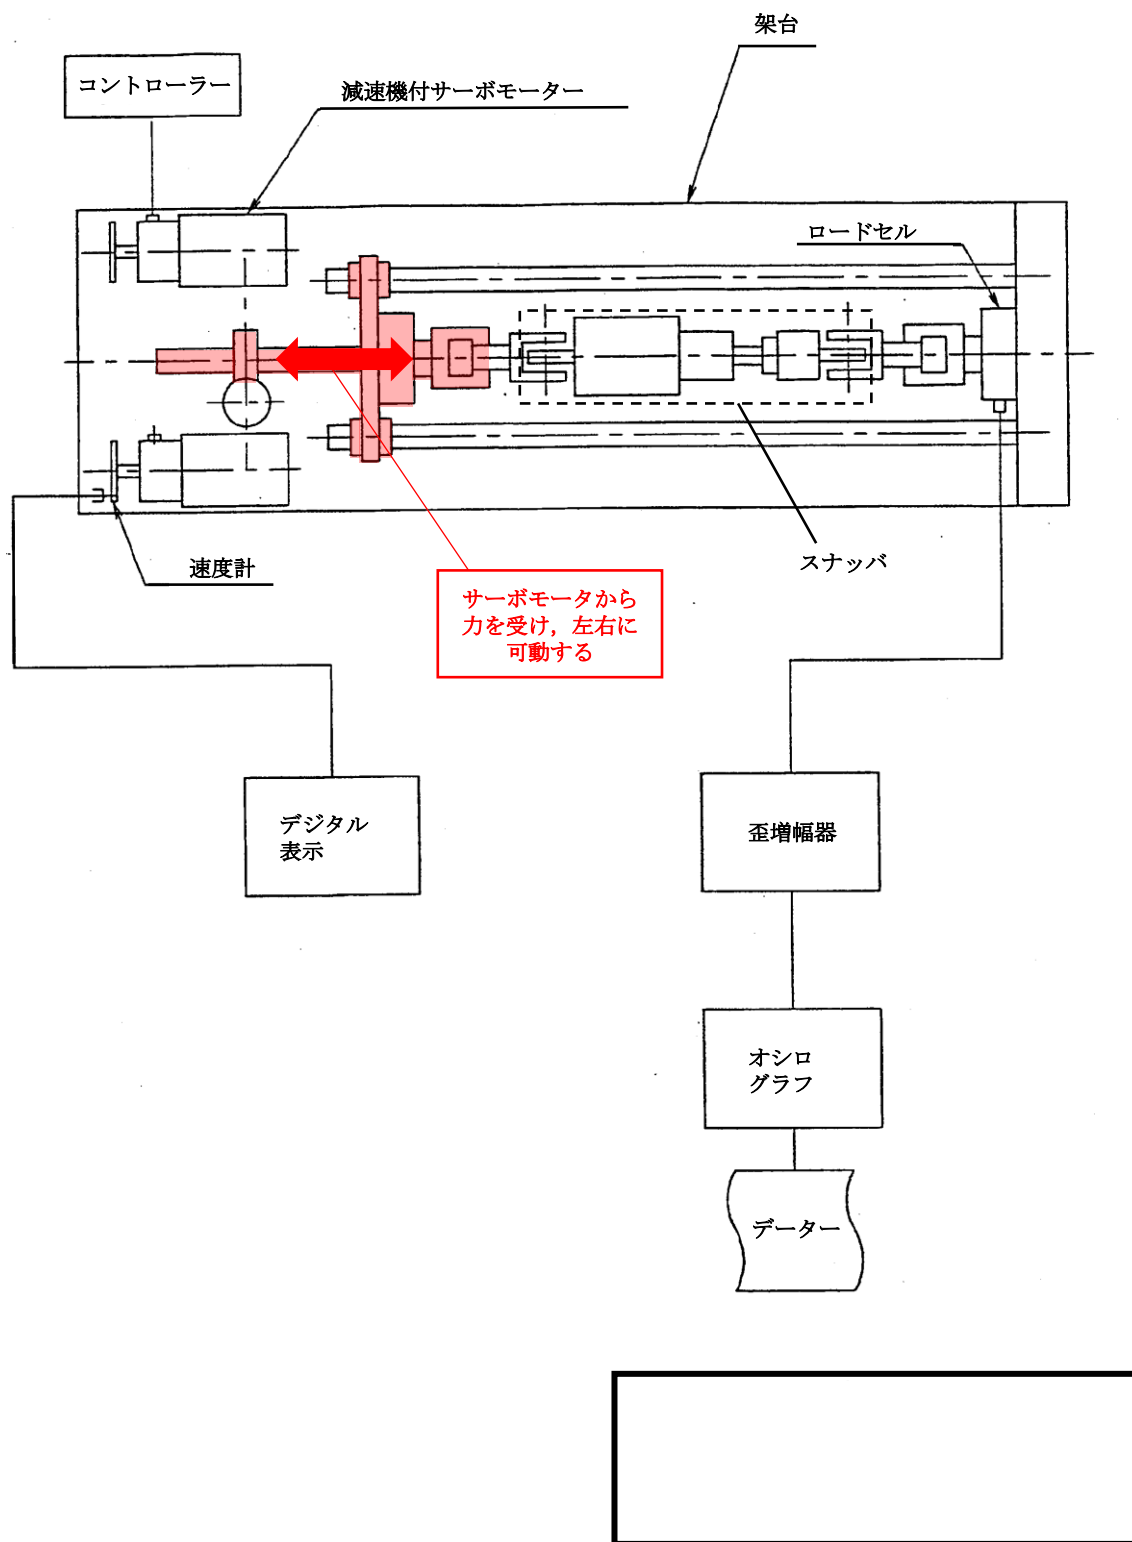 架台
コントローラー
減速機付サーボモーター
ロードセル
スナッバ
速度計
サーボモータから
力を受け，左右に
可動する
デジタル
表示
歪増幅器
オシロ
グラフ
データー